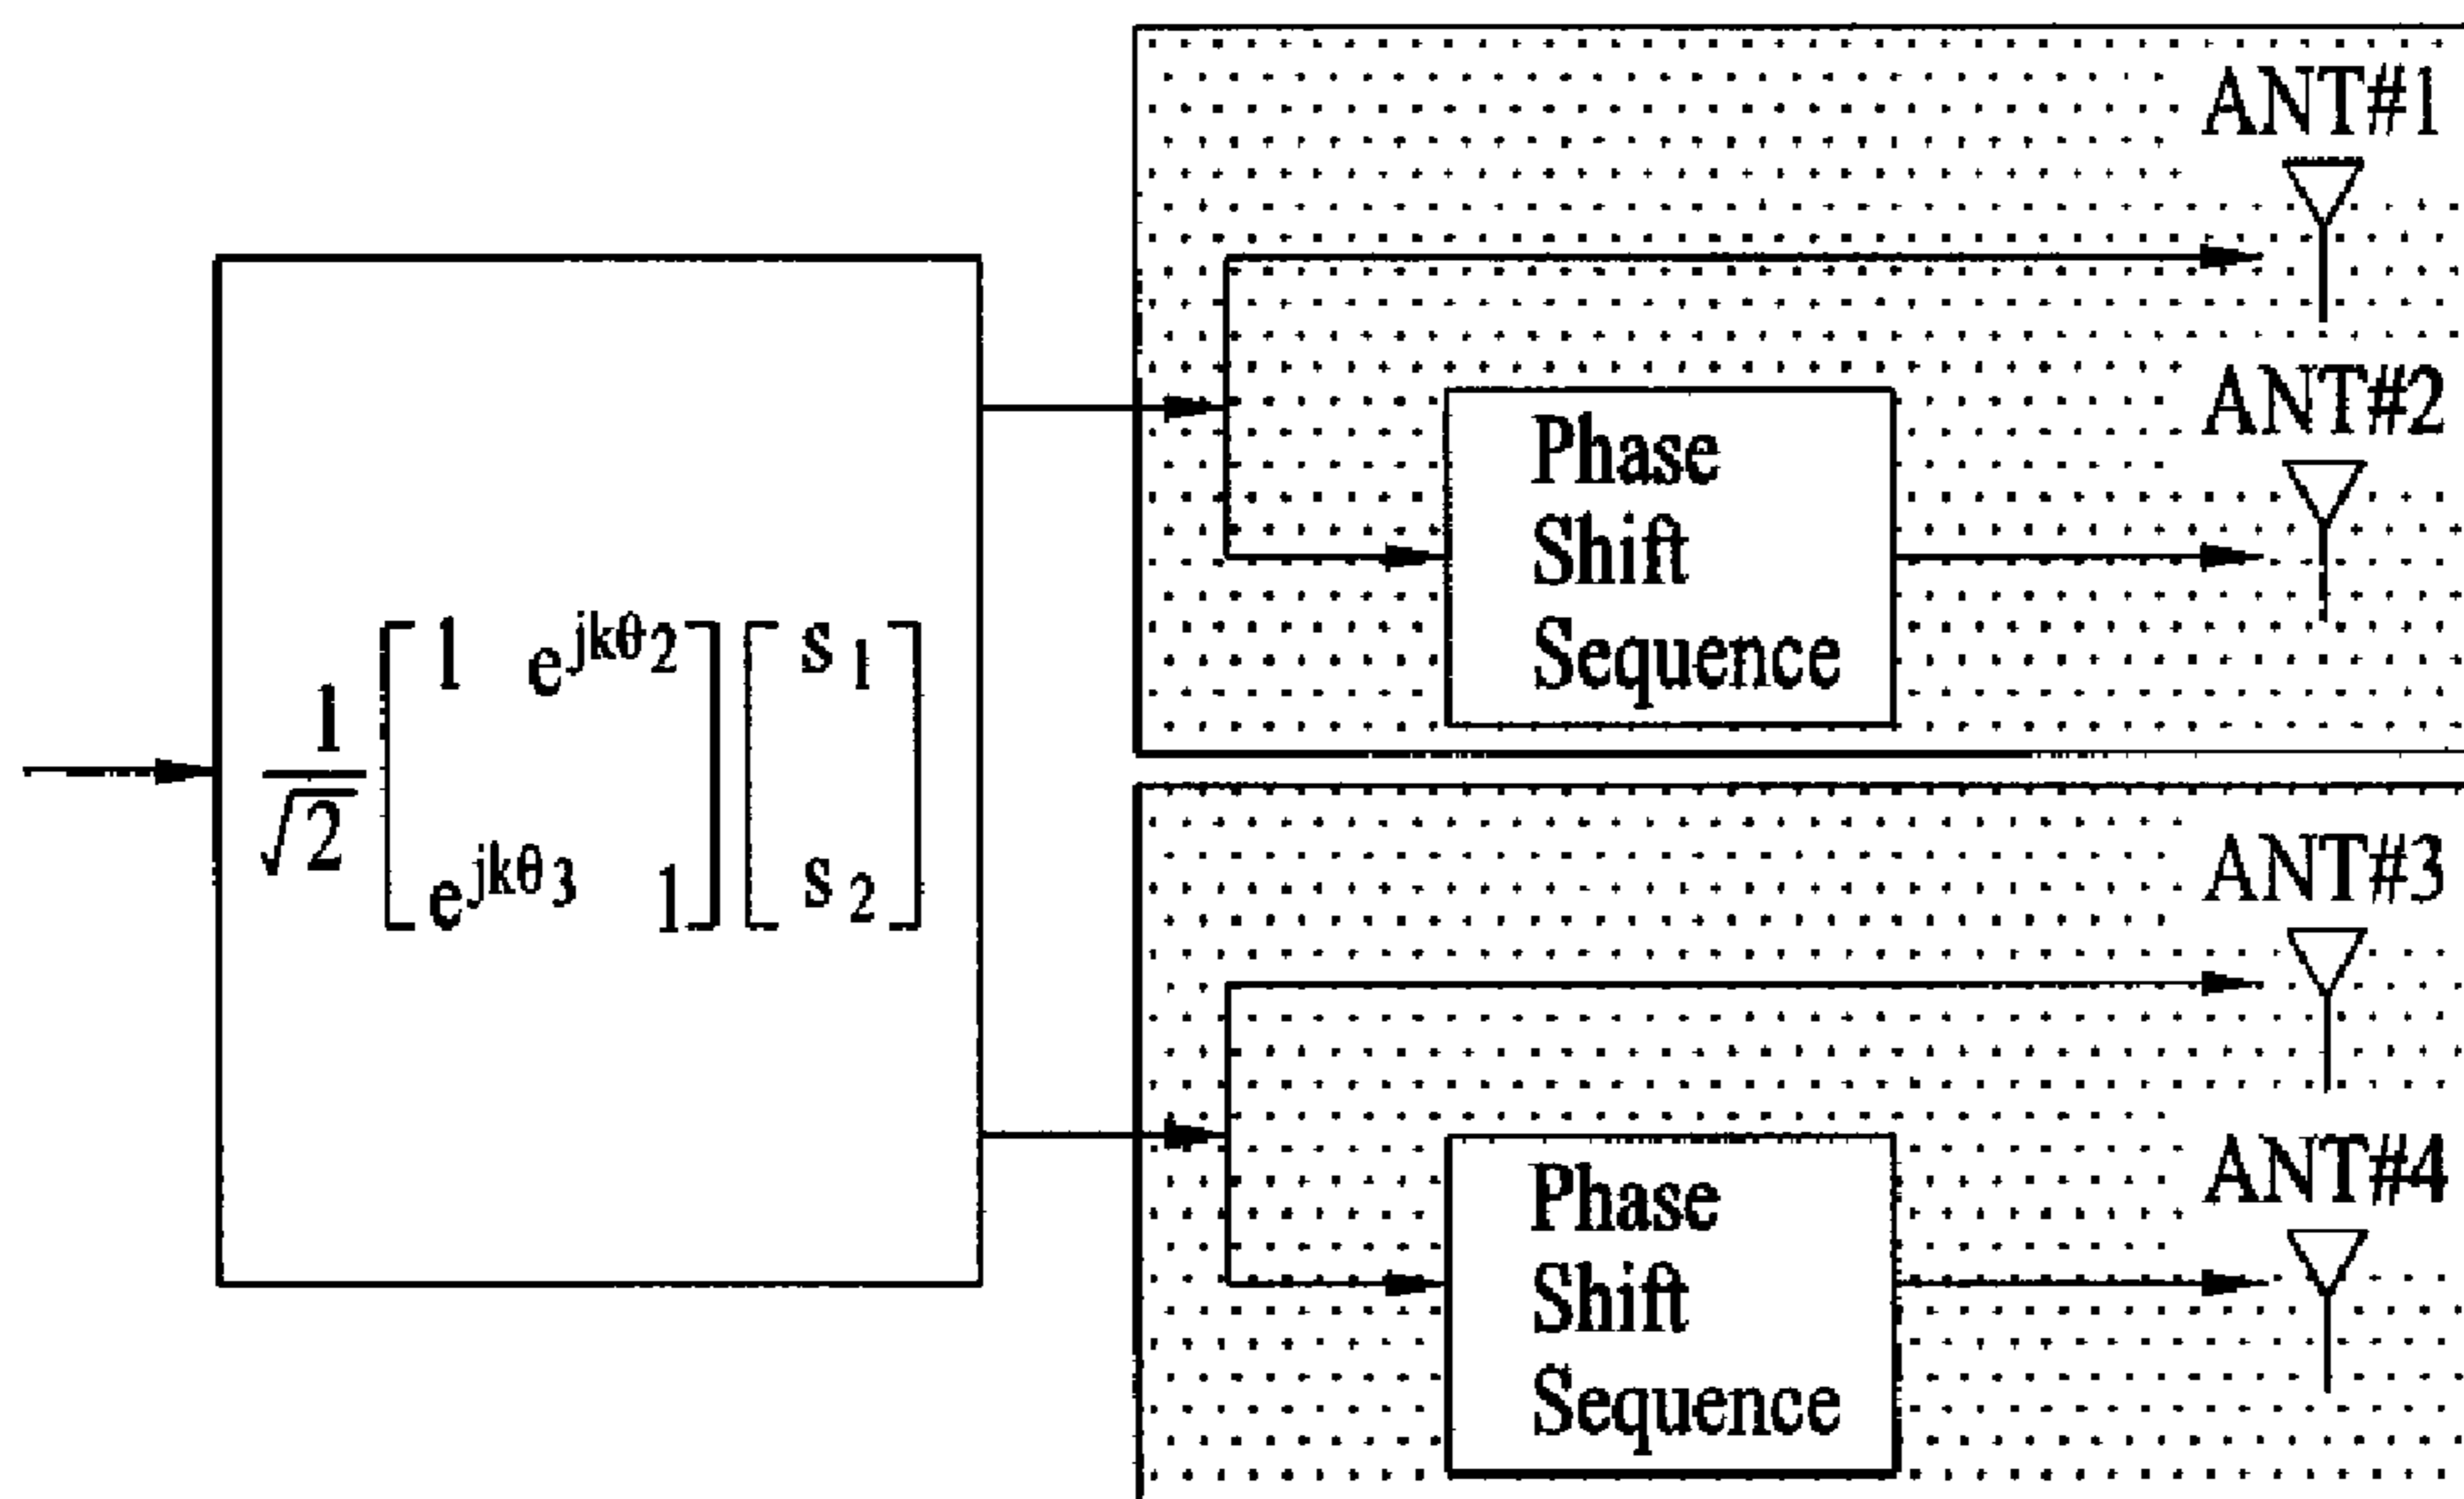 ANT#1
ANT#2
Phase
Shift
Sequence
1/√2 [1 e^{jkθ2}; e^{jkθ3} 1] [s1; s2]
ANT#3
ANT#4
Phase
Shift
Sequence